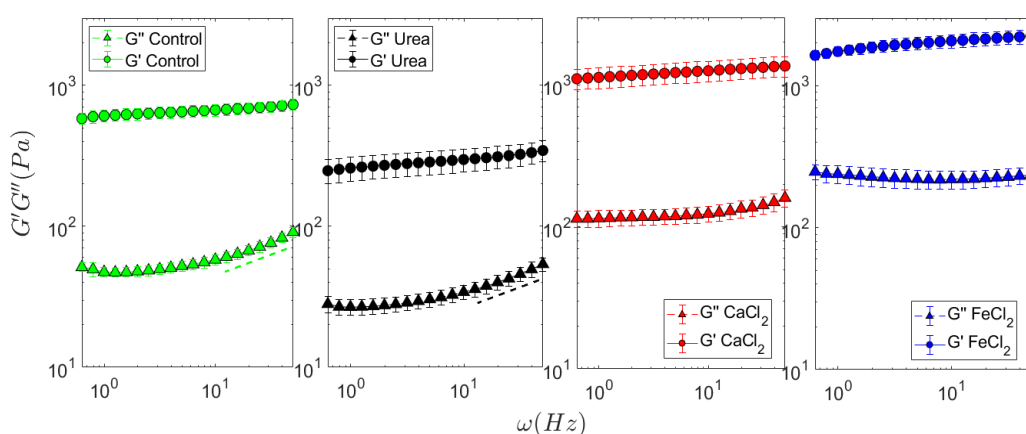 G" Control
G' Control
G" Urea
G' Urea
G" CaCl₂
G' CaCl₂
G" FeCl₂
G' FeCl₂
G′G″(Pa)
10³
10²
10¹
10³
10²
10¹
10³
10²
10¹
10³
10²
10¹
10⁰ 10¹
10⁰ 10¹
10⁰ 10¹
10⁰ 10¹
ω(Hz)